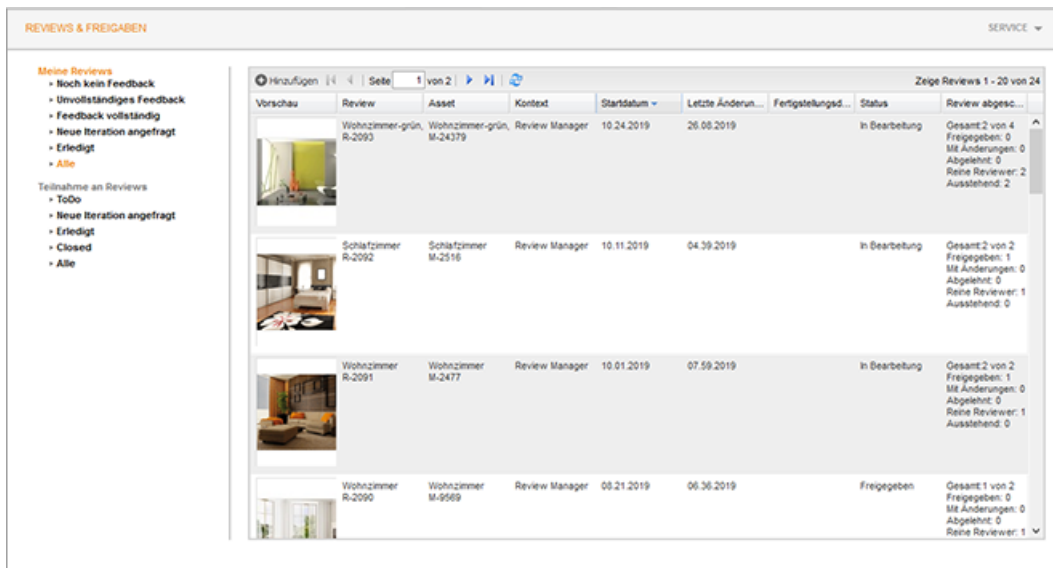 REVIEWS & FREIGABEN
SERVICE
Meine Reviews
Noch kein Feedback
Unvollständiges Feedback
Feedback vollständig
Neue Iteration angefragt
Erledigt
Alle
Teilnahme an Reviews
ToDo
Neue Iteration angefragt
Erledigt
Closed
Alle
Hinzufügen Seite 1 von 2 Zeige Reviews 1 - 20 von 24
Vorschau Review Asset Kontext Startdatum Letzte Änderun... Fertigstellungsd... Status Review abgesc...
Wohnzimmer-grün, Wohnzimmer-grün, Review Manager 10.24.2019 26.08.2019 In Bearbeitung Gesamt:2 von 4
R-2093 M-24379 Freigegeben: 0
Mit Änderungen: 0
Abgelehnt: 0
Reine Reviewer: 2
Ausstehend: 2
Schlafzimmer Schlafzimmer Review Manager 10.11.2019 04.39.2019 In Bearbeitung Gesamt:2 von 2
R-2092 M-2516 Freigegeben: 1
Mit Änderungen: 0
Abgelehnt: 0
Reine Reviewer: 1
Ausstehend: 0
Wohnzimmer Wohnzimmer Review Manager 10.01.2019 07.59.2019 In Bearbeitung Gesamt:2 von 2
R-2091 M-2477 Freigegeben: 1
Mit Änderungen: 0
Abgelehnt: 0
Reine Reviewer: 1
Ausstehend: 0
Wohnzimmer Wohnzimmer Review Manager 08.21.2019 06.36.2019 Freigegeben Gesamt:1 von 2
R-2090 M-9569 Freigegeben: 0
Mit Änderungen: 0
Abgelehnt: 0
Reine Reviewer: 1